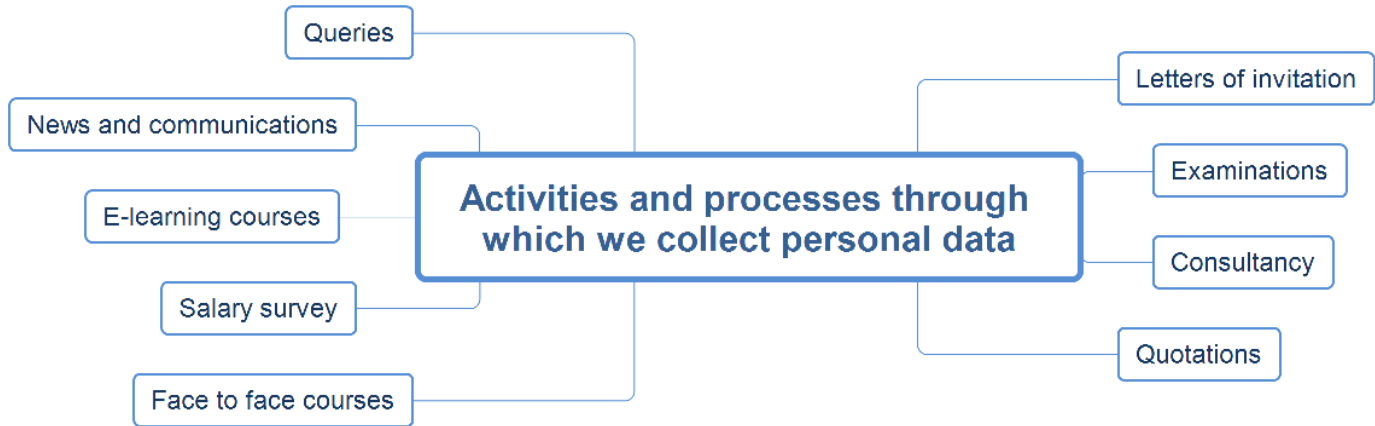 Queries
News and communications
E-learning courses
Salary survey
Face to face courses
Activities and processes through
which we collect personal data
Letters of invitation
Examinations
Consultancy
Quotations